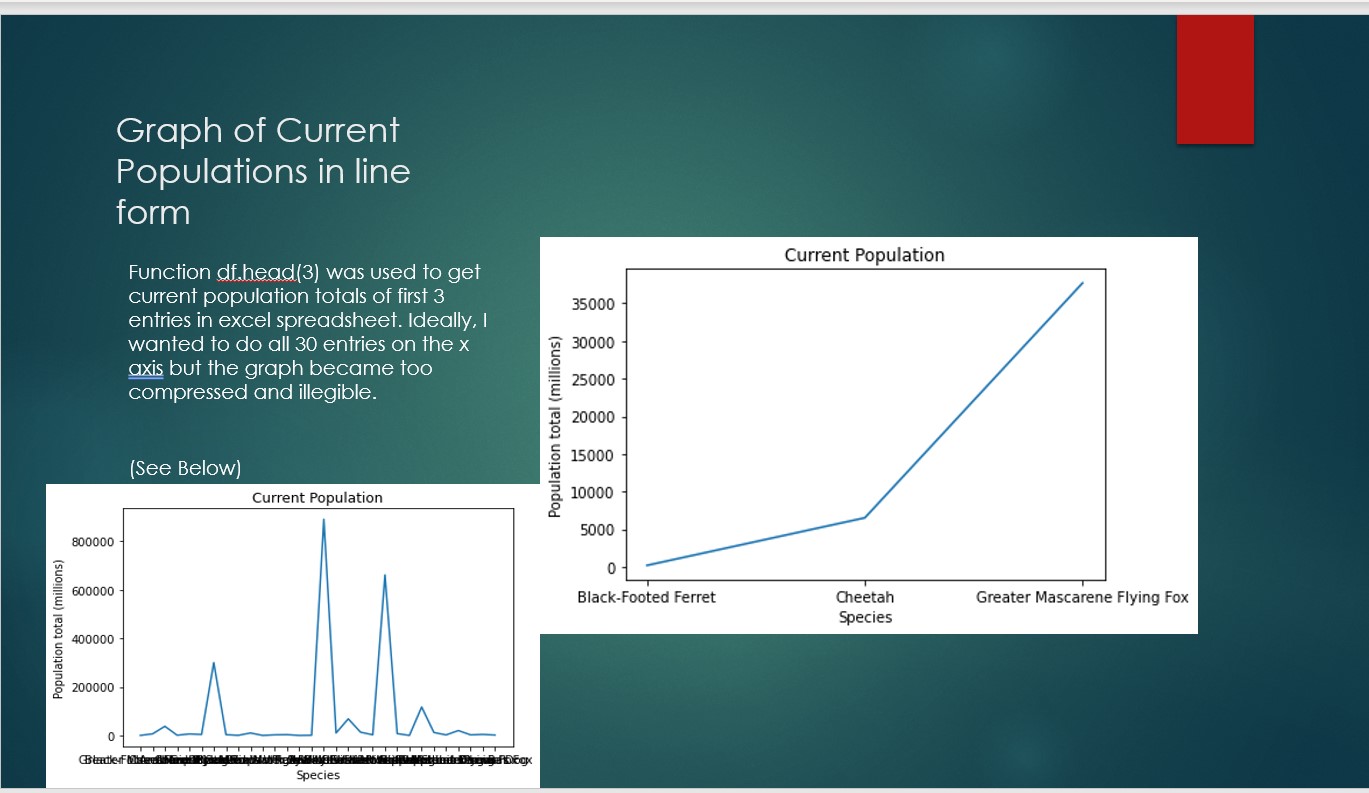 Graph of Current
Populations in line
form
Function df.head(3) was used to get
current population totals of first 3
entries in excel spreadsheet. Ideally, I
wanted to do all 30 entries on the x
axis but the graph became too
compressed and illegible.
(See Below)
Current Population
Population total (millions)
800000
600000
400000
200000
0
Species
Current Population
Population total (millions)
35000
30000
25000
20000
15000
10000
5000
0
Black-Footed Ferret Cheetah Greater Mascarene Flying Fox
Species